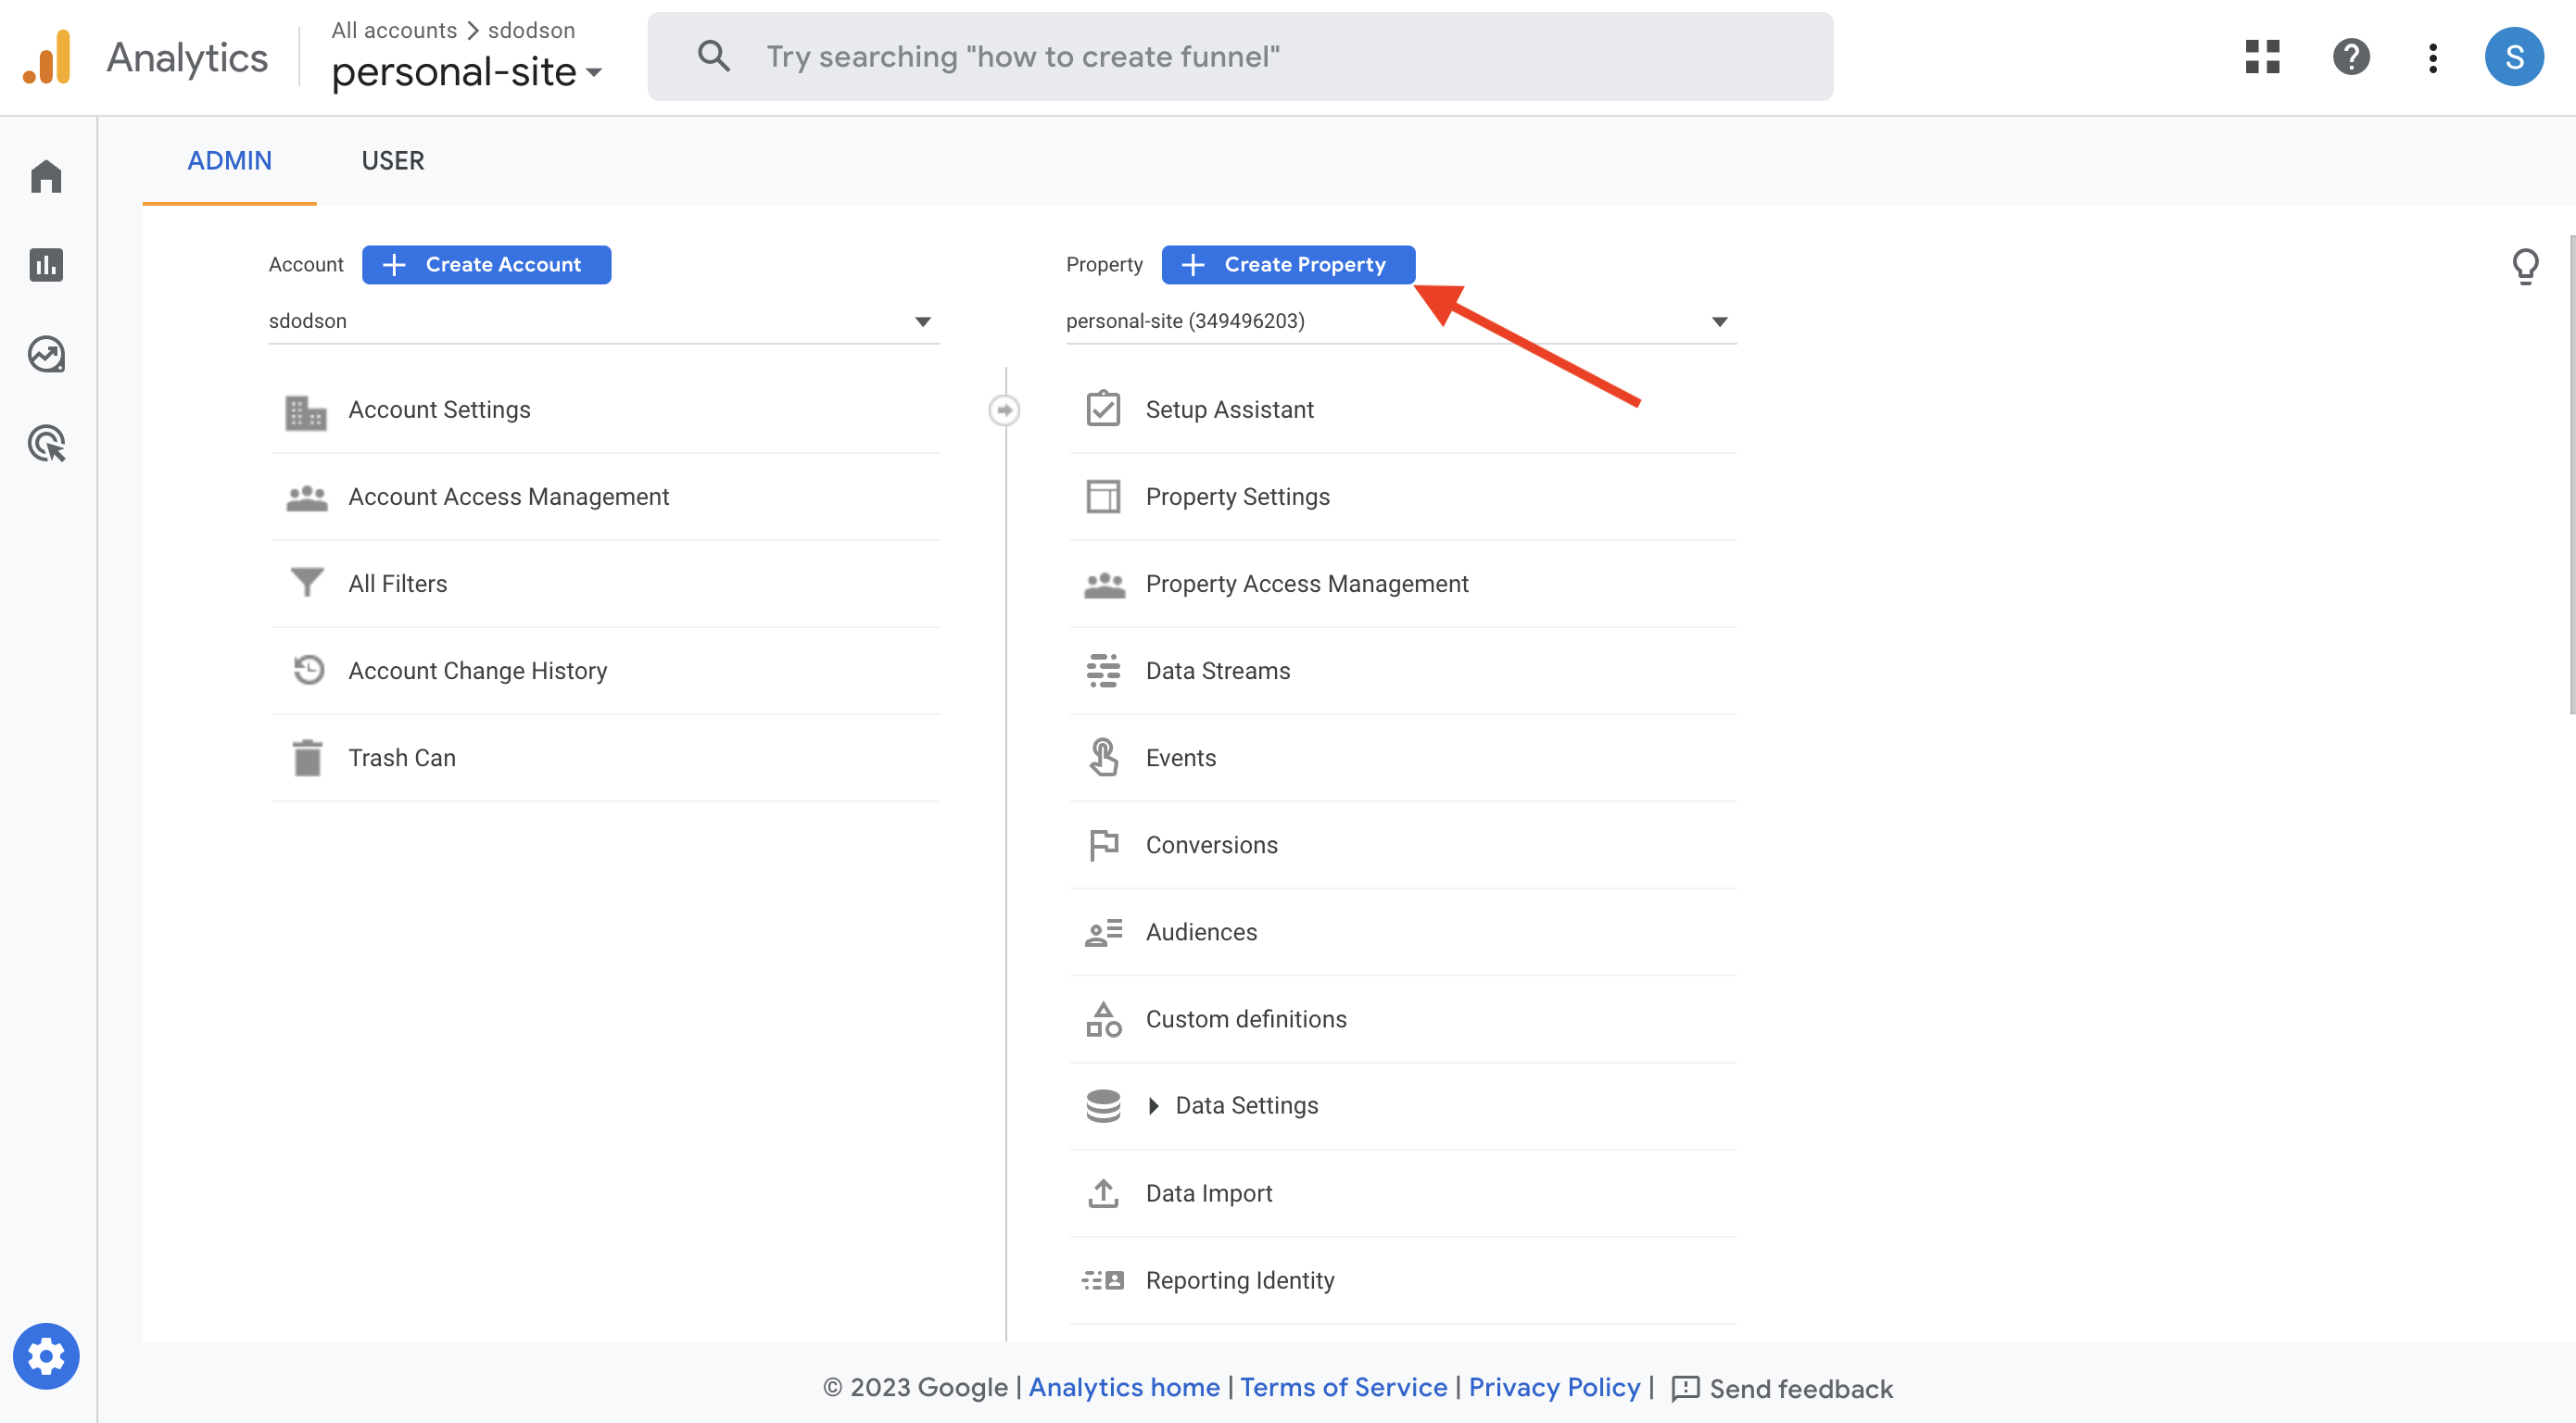 Analytics
All accounts > sdodson
personal-site
Try searching "how to create funnel"
S
ADMIN
USER
Account
Create Account
sdodson
Account Settings
Account Access Management
All Filters
Account Change History
Trash Can
Property
Create Property
personal-site (349496203)
Setup Assistant
Property Settings
Property Access Management
Data Streams
Events
Conversions
Audiences
Custom definitions
Data Settings
Data Import
Reporting Identity
© 2023 Google | Analytics home | Terms of Service | Privacy Policy | Send feedback